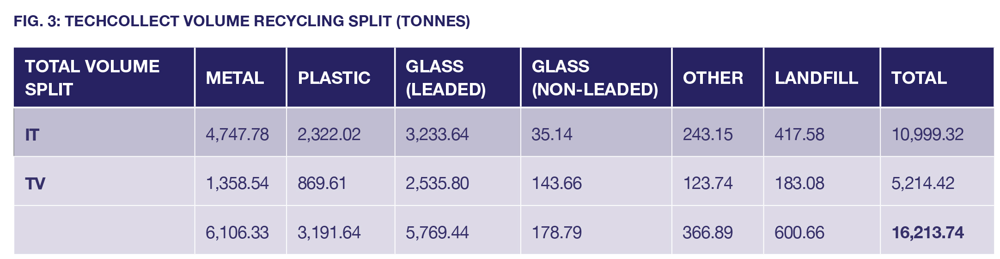 FIG. 3: TECHCOLLECT VOLUME RECYCLING SPLIT (TONNES)
TOTAL VOLUME SPLIT METAL PLASTIC GLASS (LEADED) GLASS (NON-LEADED) OTHER LANDFILL TOTAL
IT 4,747.78 2,322.02 3,233.64 35.14 243.15 417.58 10,999.32
TV 1,358.54 869.61 2,535.80 143.66 123.74 183.08 5,214.42
6,106.33 3,191.64 5,769.44 178.79 366.89 600.66 16,213.74